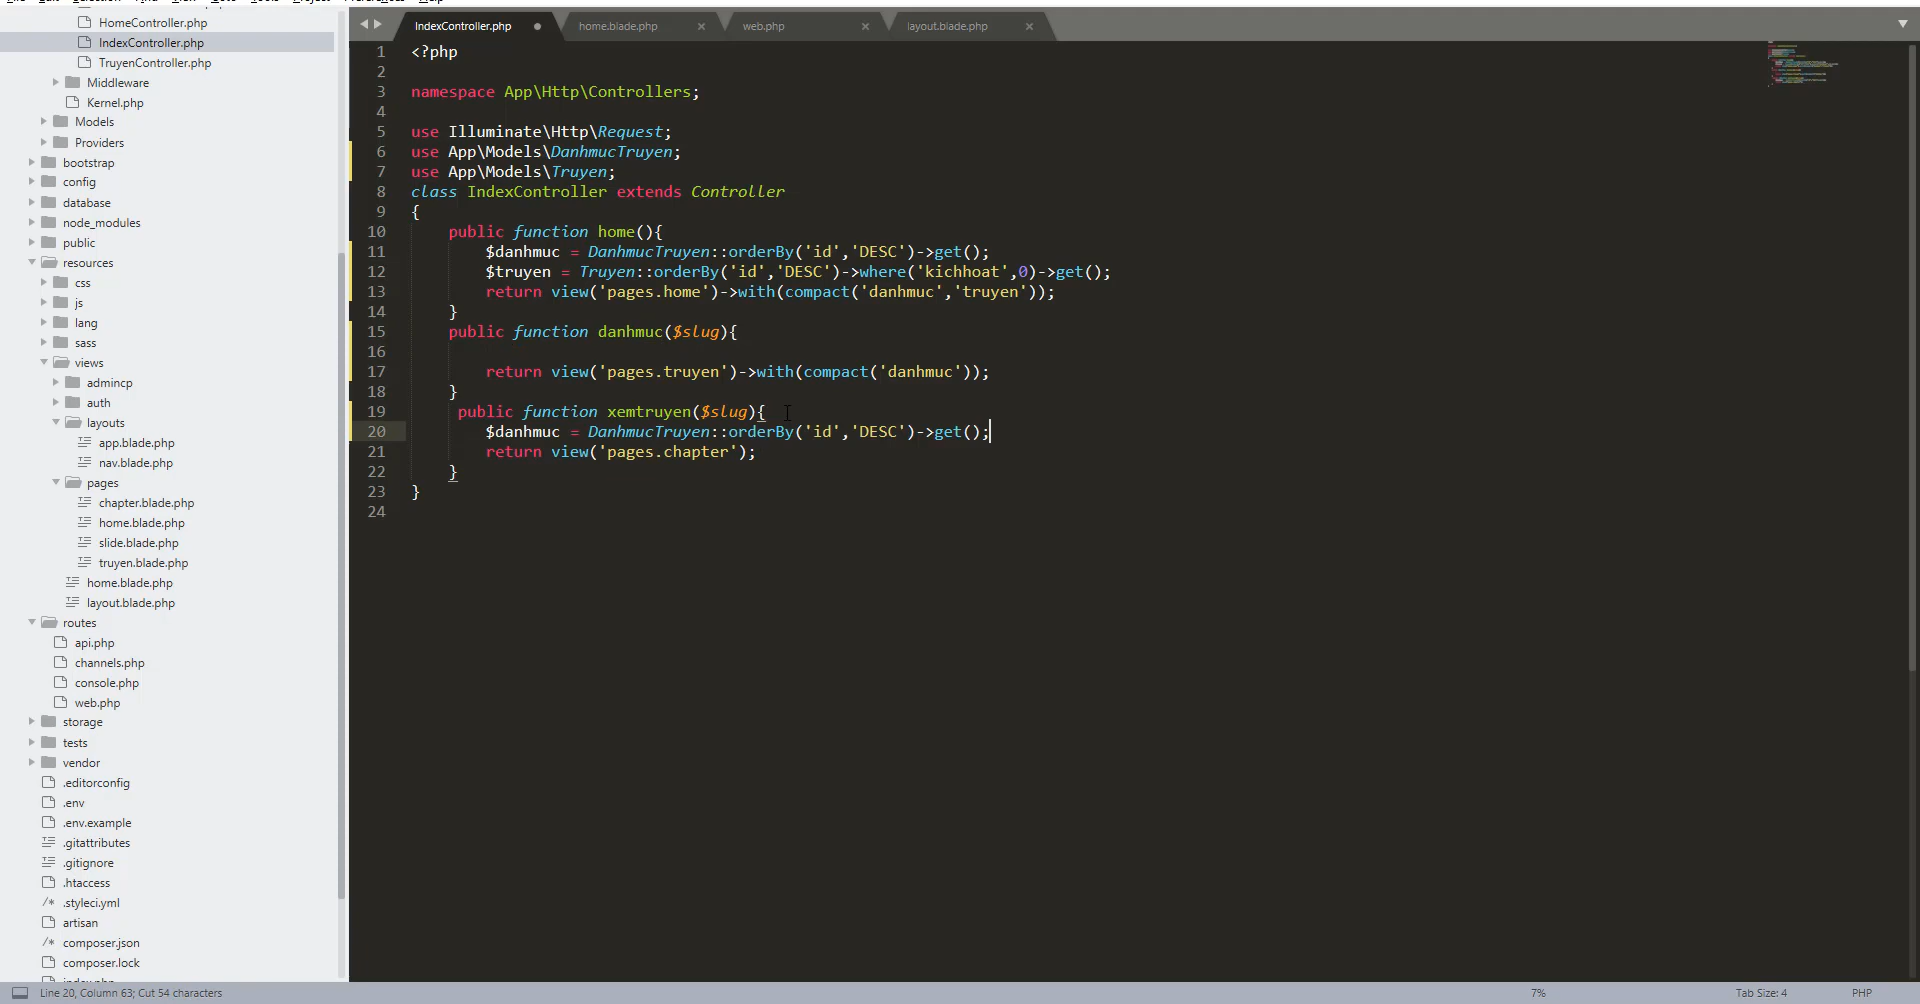 HomeController.php
IndexController.php
TruyenController.php
Middleware
Kernel.php
Models
Providers
bootstrap
config
database
node_modules
public
resources
css
js
lang
sass
views
admincp
auth
layouts
app.blade.php
nav.blade.php
pages
chapter.blade.php
home.blade.php
slide.blade.php
truyen.blade.php
home.blade.php
layout.blade.php
routes
api.php
channels.php
console.php
web.php
storage
tests
vendor
.editorconfig
.env
.env.example
.gitattributes
.gitignore
.htaccess
.styleci.yml
artisan
composer.json
composer.lock
IndexController.php home.blade.php web.php layout.blade.php
1 <?php
2
3 namespace App\Http\Controllers;
4
5 use Illuminate\Http\Request;
6 use App\Models\DanhmucTruyen;
7 use App\Models\Truyen;
8 class IndexController extends Controller
9 {
10 public function home(){
11 $danhmuc = DanhmucTruyen::orderBy('id','DESC')->get();
12 $truyen = Truyen::orderBy('id','DESC')->where('kichhoat',0)->get();
13 return view('pages.home')->with(compact('danhmuc','truyen'));
14 }
15 public function danhmuc($slug){
16
17 return view('pages.truyen')->with(compact('danhmuc'));
18 }
19 public function xemtruyen($slug){
20 $danhmuc = DanhmucTruyen::orderBy('id','DESC')->get();
21 return view('pages.chapter');
22 }
23 }
24
Line 20, Column 63; Cut 54 characters 7% Tab Size: 4 PHP